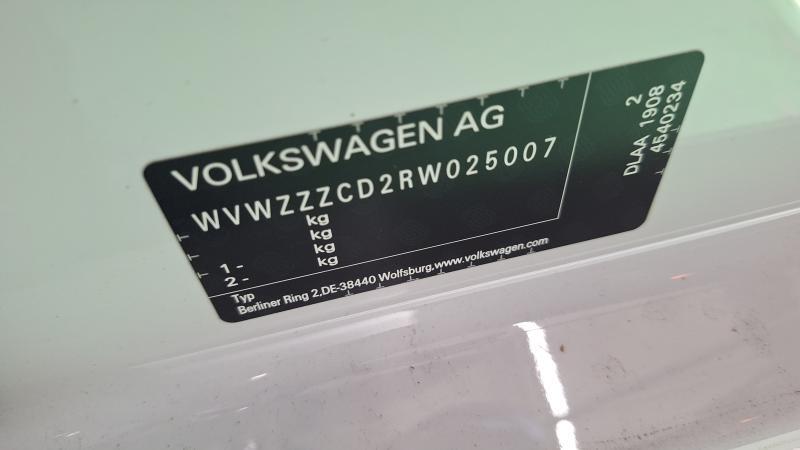 VOLKSWAGEN AG
WVWZZZCD2RW025007
kg
kg
1 - kg
2 - kg
Typ
Berliner Ring 2,DE-38440 Wolfsburg,www.volkswagen.com
2
DLAA 1908
4640234